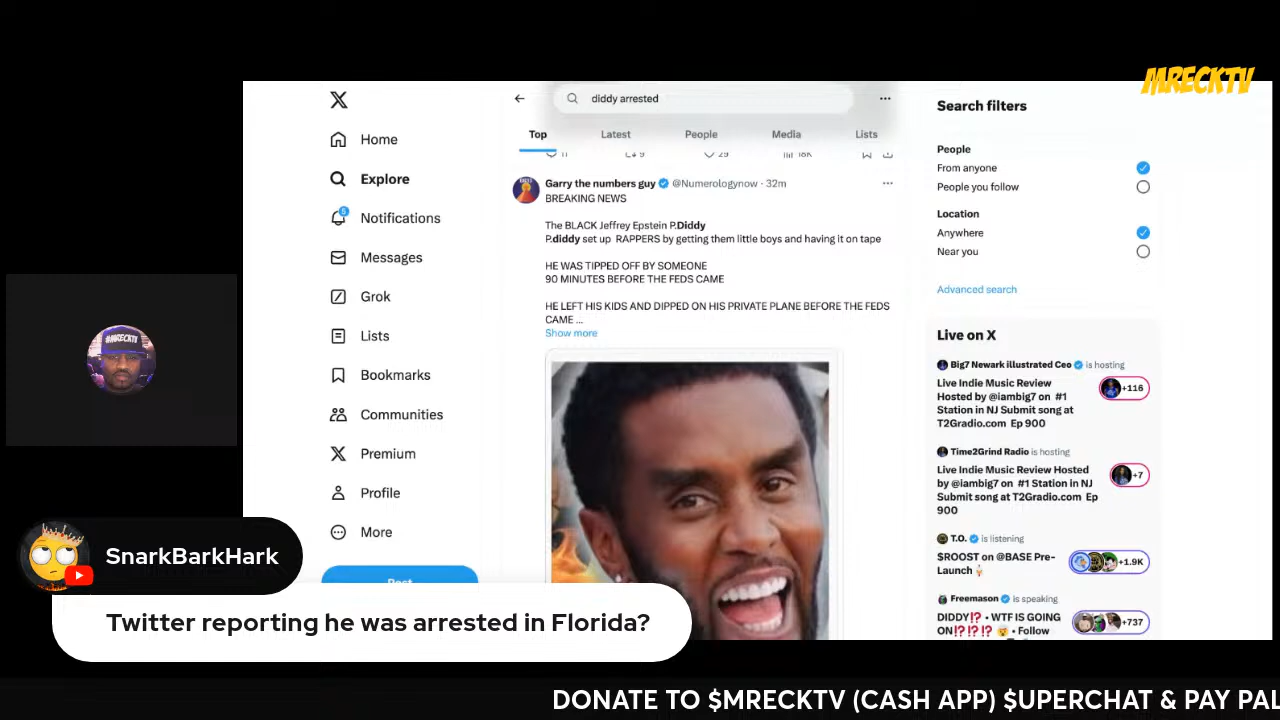 MRECKTV
diddy arrested
Top
Latest
People
Media
Lists
11
9
29
18K
Home
Explore
6
Notifications
Messages
Grok
Lists
Bookmarks
Communities
Premium
Profile
More
Post
Garry the numbers guy @Numerologynow · 32m
BREAKING NEWS
The BLACK Jeffrey Epstein P.Diddy
P.diddy set up RAPPERS by getting them little boys and having it on tape
HE WAS TIPPED OFF BY SOMEONE
90 MINUTES BEFORE THE FEDS CAME
HE LEFT HIS KIDS AND DIPPED ON HIS PRIVATE PLANE BEFORE THE FEDS
CAME ...
Show more
Search filters
People
From anyone
People you follow
Location
Anywhere
Near you
Advanced search
Live on X
Big7 Newark illustrated Ceo is hosting
Live Indie Music Review
Hosted by @iambig7 on #1
Station in NJ Submit song at
T2Gradio.com Ep 900
+116
Time2Grind Radio is hosting
Live Indie Music Review Hosted
by @iambig7 on #1 Station in NJ
Submit song at T2Gradio.com Ep
900
+7
T.O. is listening
$ROOST on @BASE Pre-
Launch
+1.9K
Freemason is speaking
DIDDY⁉️ • WTF IS GOING
ON⁉️⁉️⁉️ 🤯 • Follow
+737
#MRECKTV
SnarkBarkHark
Twitter reporting he was arrested in Florida?
DONATE TO $MRECKTV (CASH APP) $UPERCHAT & PAY PAL